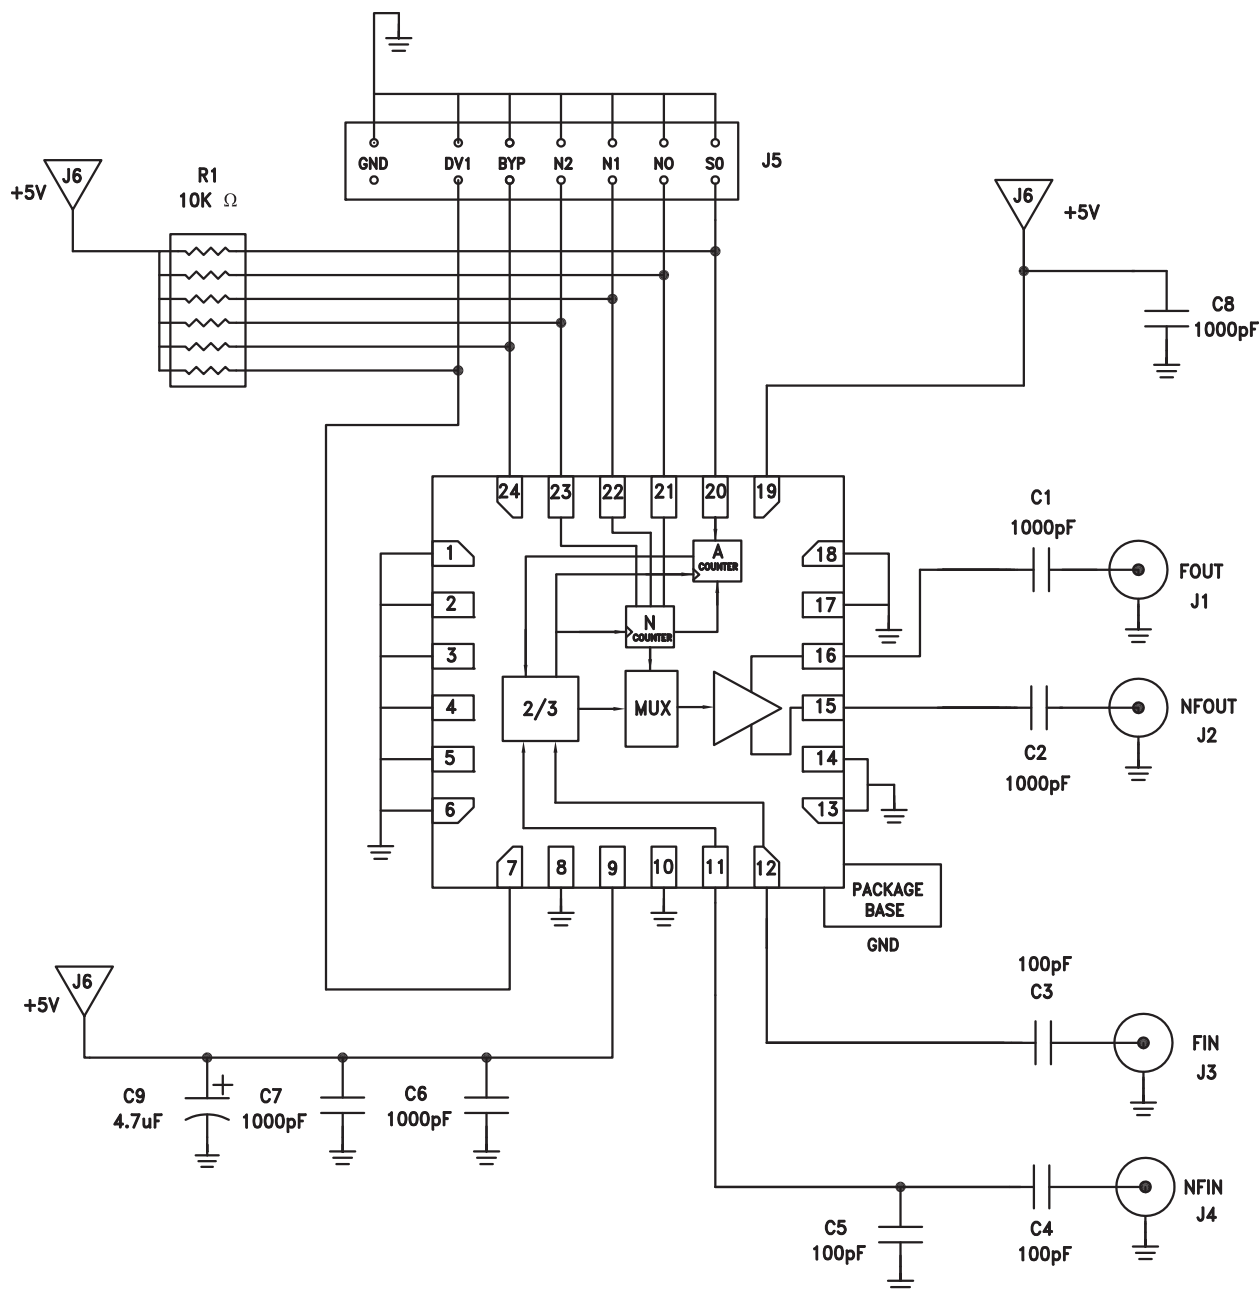 GND DV1 BYP N2 N1 N0 S0
J5
J6
+5V
R1
10K Ω
J6
+5V
C8
1000pF
24 23 22 21 20 19
1
2
3
4
5
6
18
17
16
15
14
13
A
COUNTER
N
COUNTER
2/3
MUX
7 8 9 10 11 12
C1
1000pF
FOUT
J1
NFOUT
J2
C2
1000pF
PACKAGE
BASE
GND
J6
+5V
C9
4.7uF
+
C7
1000pF
C6
1000pF
100pF
C3
FIN
J3
NFIN
J4
C5
100pF
C4
100pF